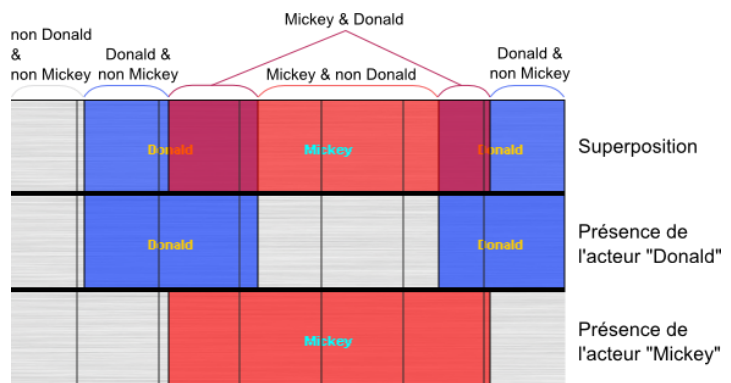 Mickey & Donald
non Donald
&
non Mickey
Donald &
non Mickey
Mickey & non Donald
Donald &
non Mickey
Donald
Mickey
Donald
Superposition
Donald
Donald
Présence de
l'acteur "Donald"
Mickey
Présence de
l'acteur "Mickey"